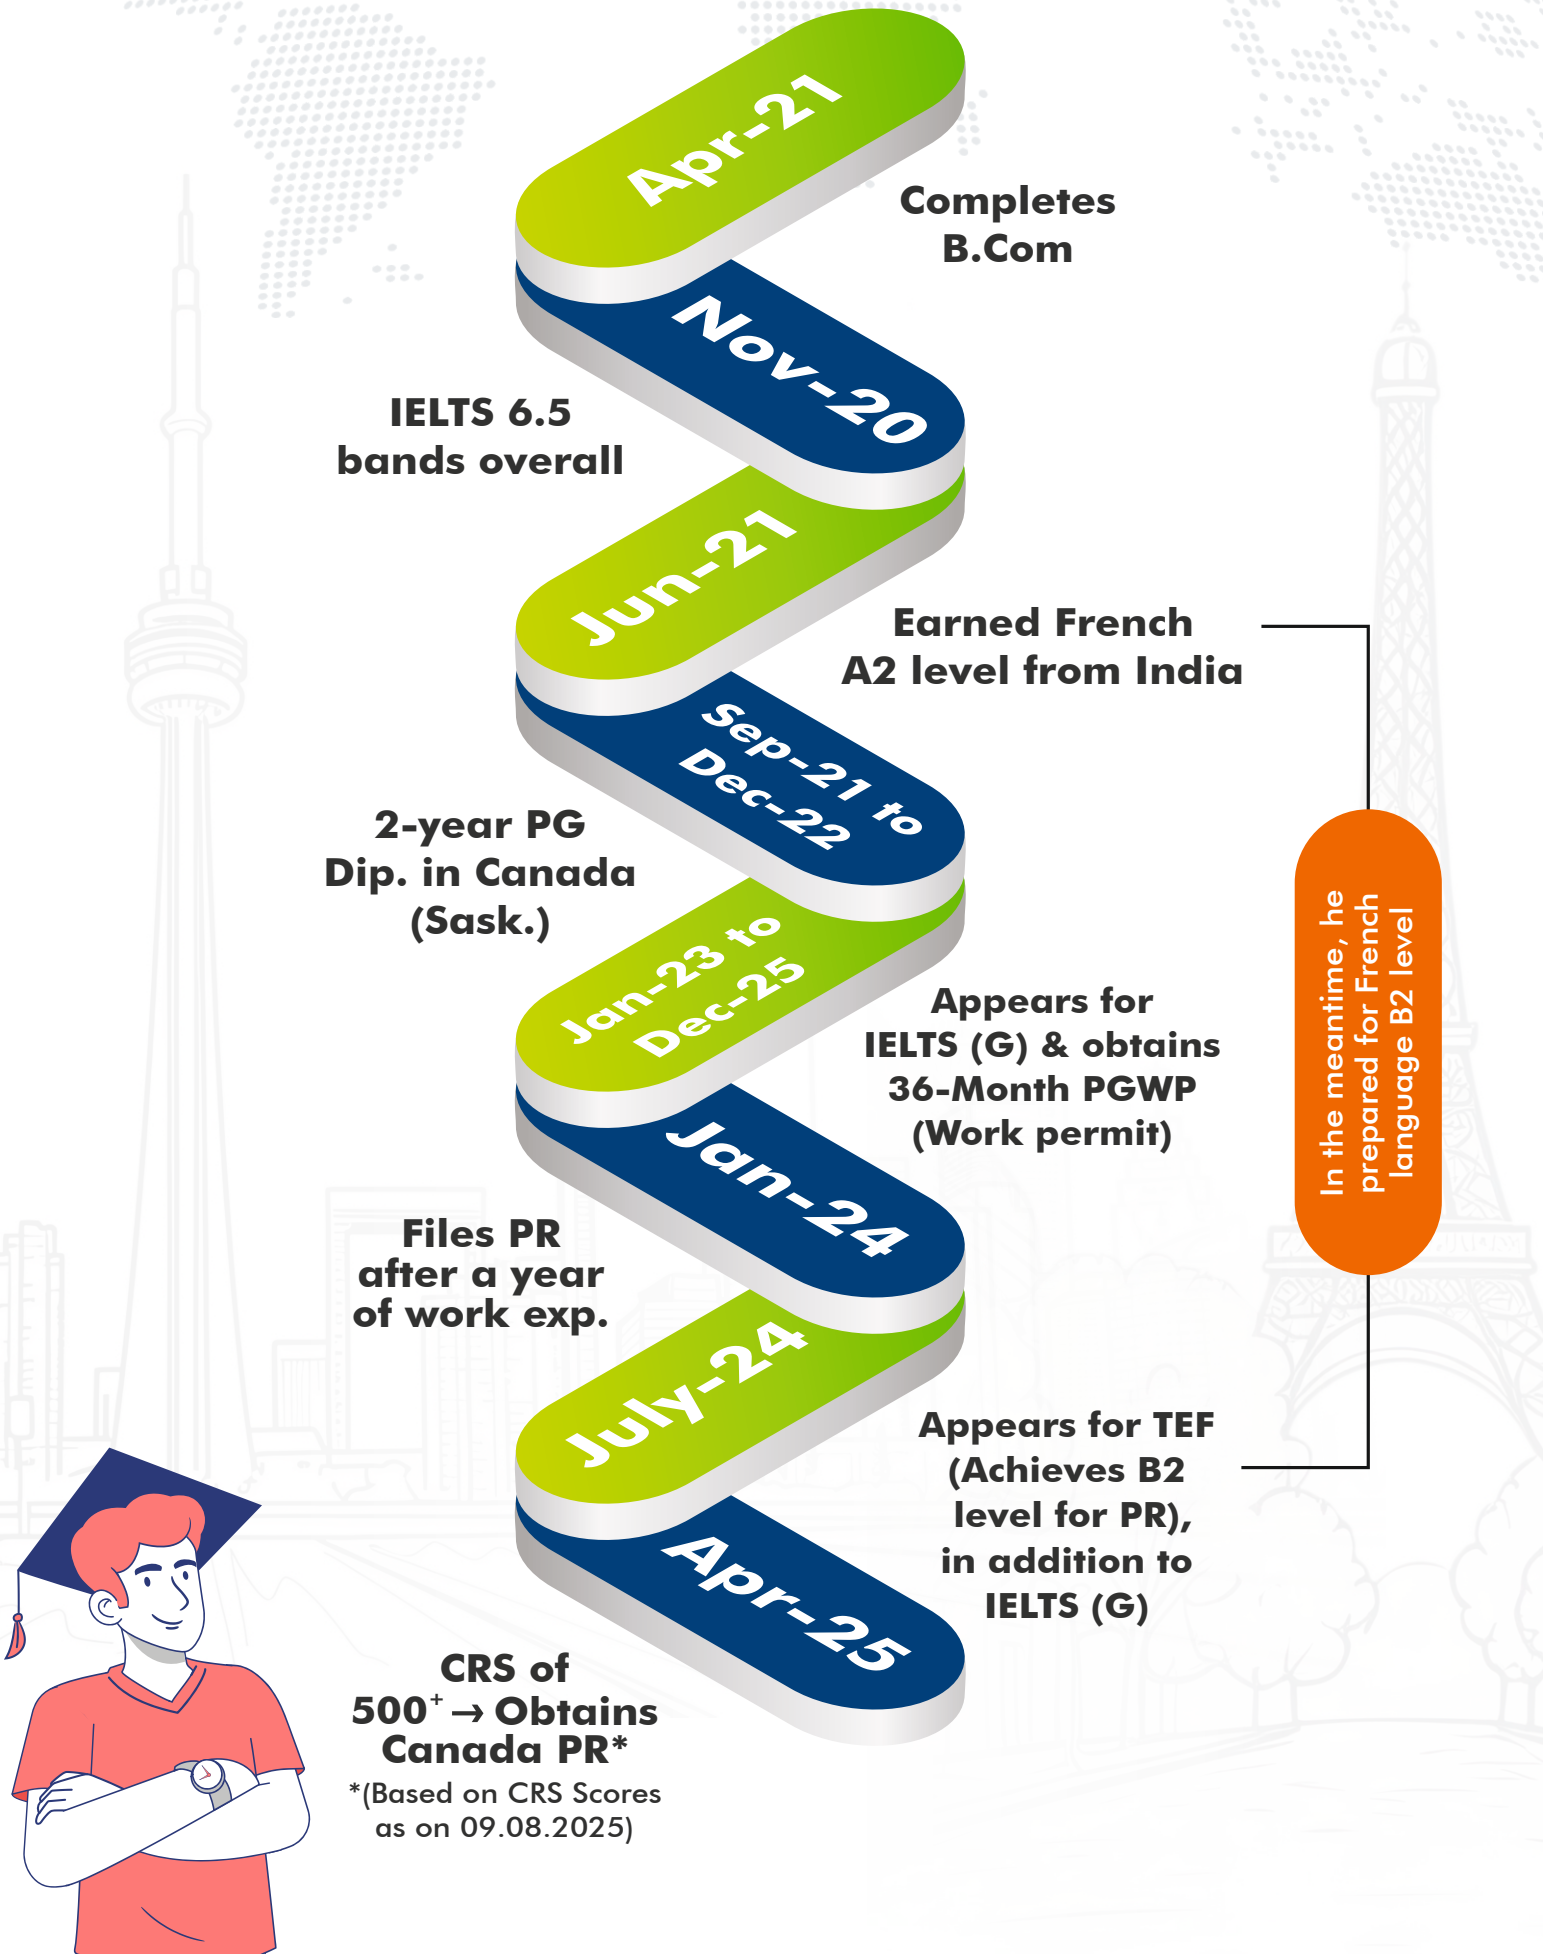 Apr-21
Completes
B.Com
Nov-20
IELTS 6.5
bands overall
Jun-21
Earned French
A2 level from India
Sep-21 to
Dec-22
2-year PG
Dip. in Canada
(Sask.)
Jan-23 to
Dec-25
Appears for
IELTS (G) & obtains
36-Month PGWP
(Work permit)
In the meantime, he
prepared for French
language B2 level
Jan-24
Files PR
after a year
of work exp.
July-24
Appears for TEF
(Achieves B2
level for PR),
in addition to
IELTS (G)
Apr-25
CRS of
500⁺ → Obtains
Canada PR*
*(Based on CRS Scores
as on 09.08.2025)